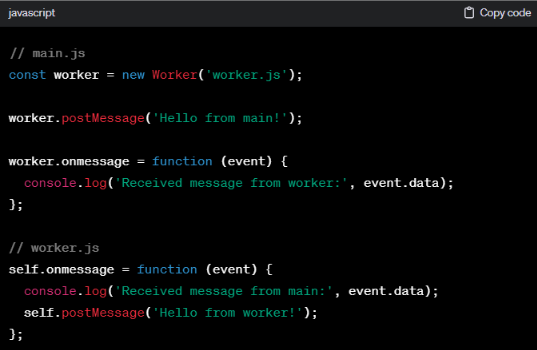 javascript
Copy code
// main.js
const worker = new Worker('worker.js');
worker.postMessage('Hello from main!');
worker.onmessage = function (event) {
  console.log('Received message from worker:', event.data);
};
// worker.js
self.onmessage = function (event) {
  console.log('Received message from main:', event.data);
  self.postMessage('Hello from worker!');
};